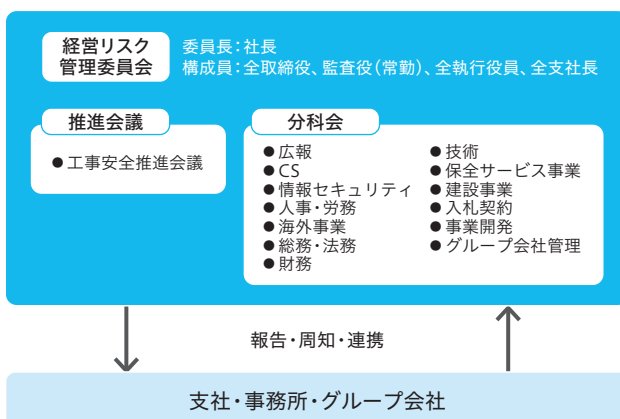 経営リスク
管理委員会
委員長：社長
構成員：全取締役、監査役（常勤）、全執行役員、全支社長
推進会議
●工事安全推進会議
分科会
●広報
●CS
●情報セキュリティ
●人事・労務
●海外事業
●総務・法務
●財務
●技術
●保全サービス事業
●建設事業
●入札契約
●事業開発
●グループ会社管理
報告・周知・連携
支社・事務所・グループ会社